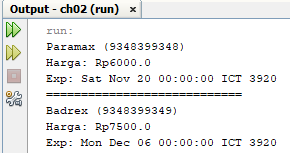 Output - ch02 (run)
run:
Paramax (9348399348)
Harga: Rp6000.0
Exp: Sat Nov 20 00:00:00 ICT 3920
=============================
Badrex (9348399349)
Harga: Rp7500.0
Exp: Mon Dec 06 00:00:00 ICT 3920